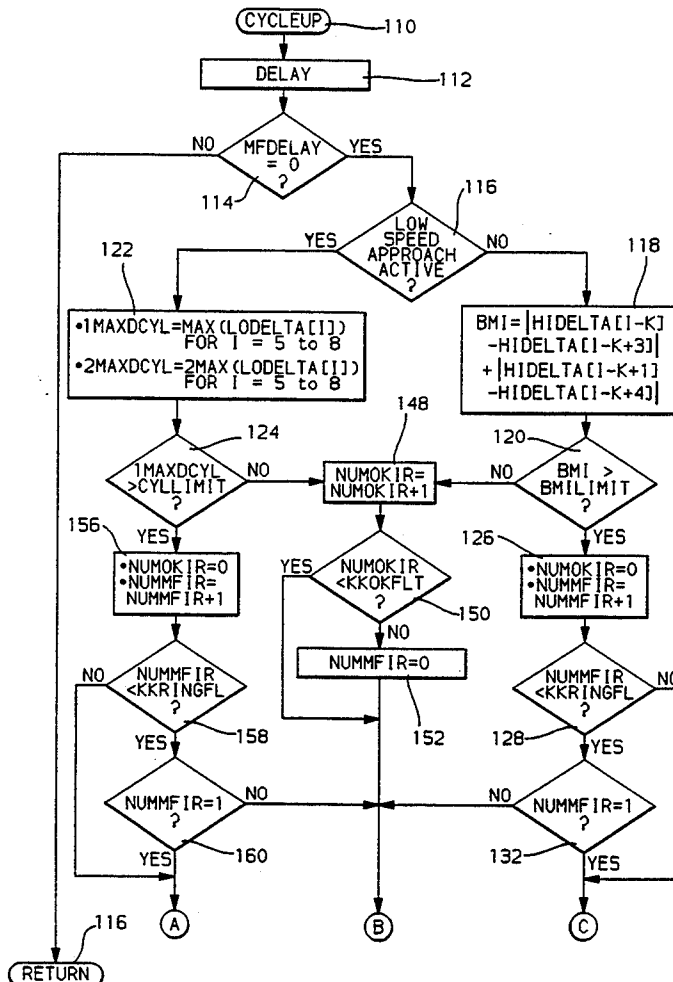 CYCLEUP
110
DELAY
112
NO
MFDELAY
= 0
?
YES
114
116
LOW
SPEED
APPROACH
ACTIVE
?
YES
NO
122
•1MAXDCYL=MAX(LODELTA[I])
FOR I = 5 to 8
•2MAXDCYL=2MAX(LODELTA[I])
FOR I = 5 to 8
118
BMI=|HIDELTA[I-K]
-HIDELTA[I-K+3]|
+|HIDELTA[I-K+1]
-HIDELTA[I-K+4]|
124
1MAXDCYL
>CYLLIMIT
?
NO
YES
148
NUMOKIR=
NUMOKIR+1
120
BMI >
BMILIMIT
?
NO
YES
156
•NUMOKIR=0
•NUMMFIR=
NUMMFIR+1
YES
NUMOKIR
<KKOKFLT
?
150
NO
126
•NUMOKIR=0
•NUMMFIR=
NUMMFIR+1
NUMMFIR=0
152
NO
NUMMFIR
<KKRINGFL
?
158
YES
NUMMFIR
<KKRINGFL
?
NO
128
YES
NUMMFIR=1
?
NO
160
YES
NO
NUMMFIR=1
?
132
YES
A
B
C
116
RETURN